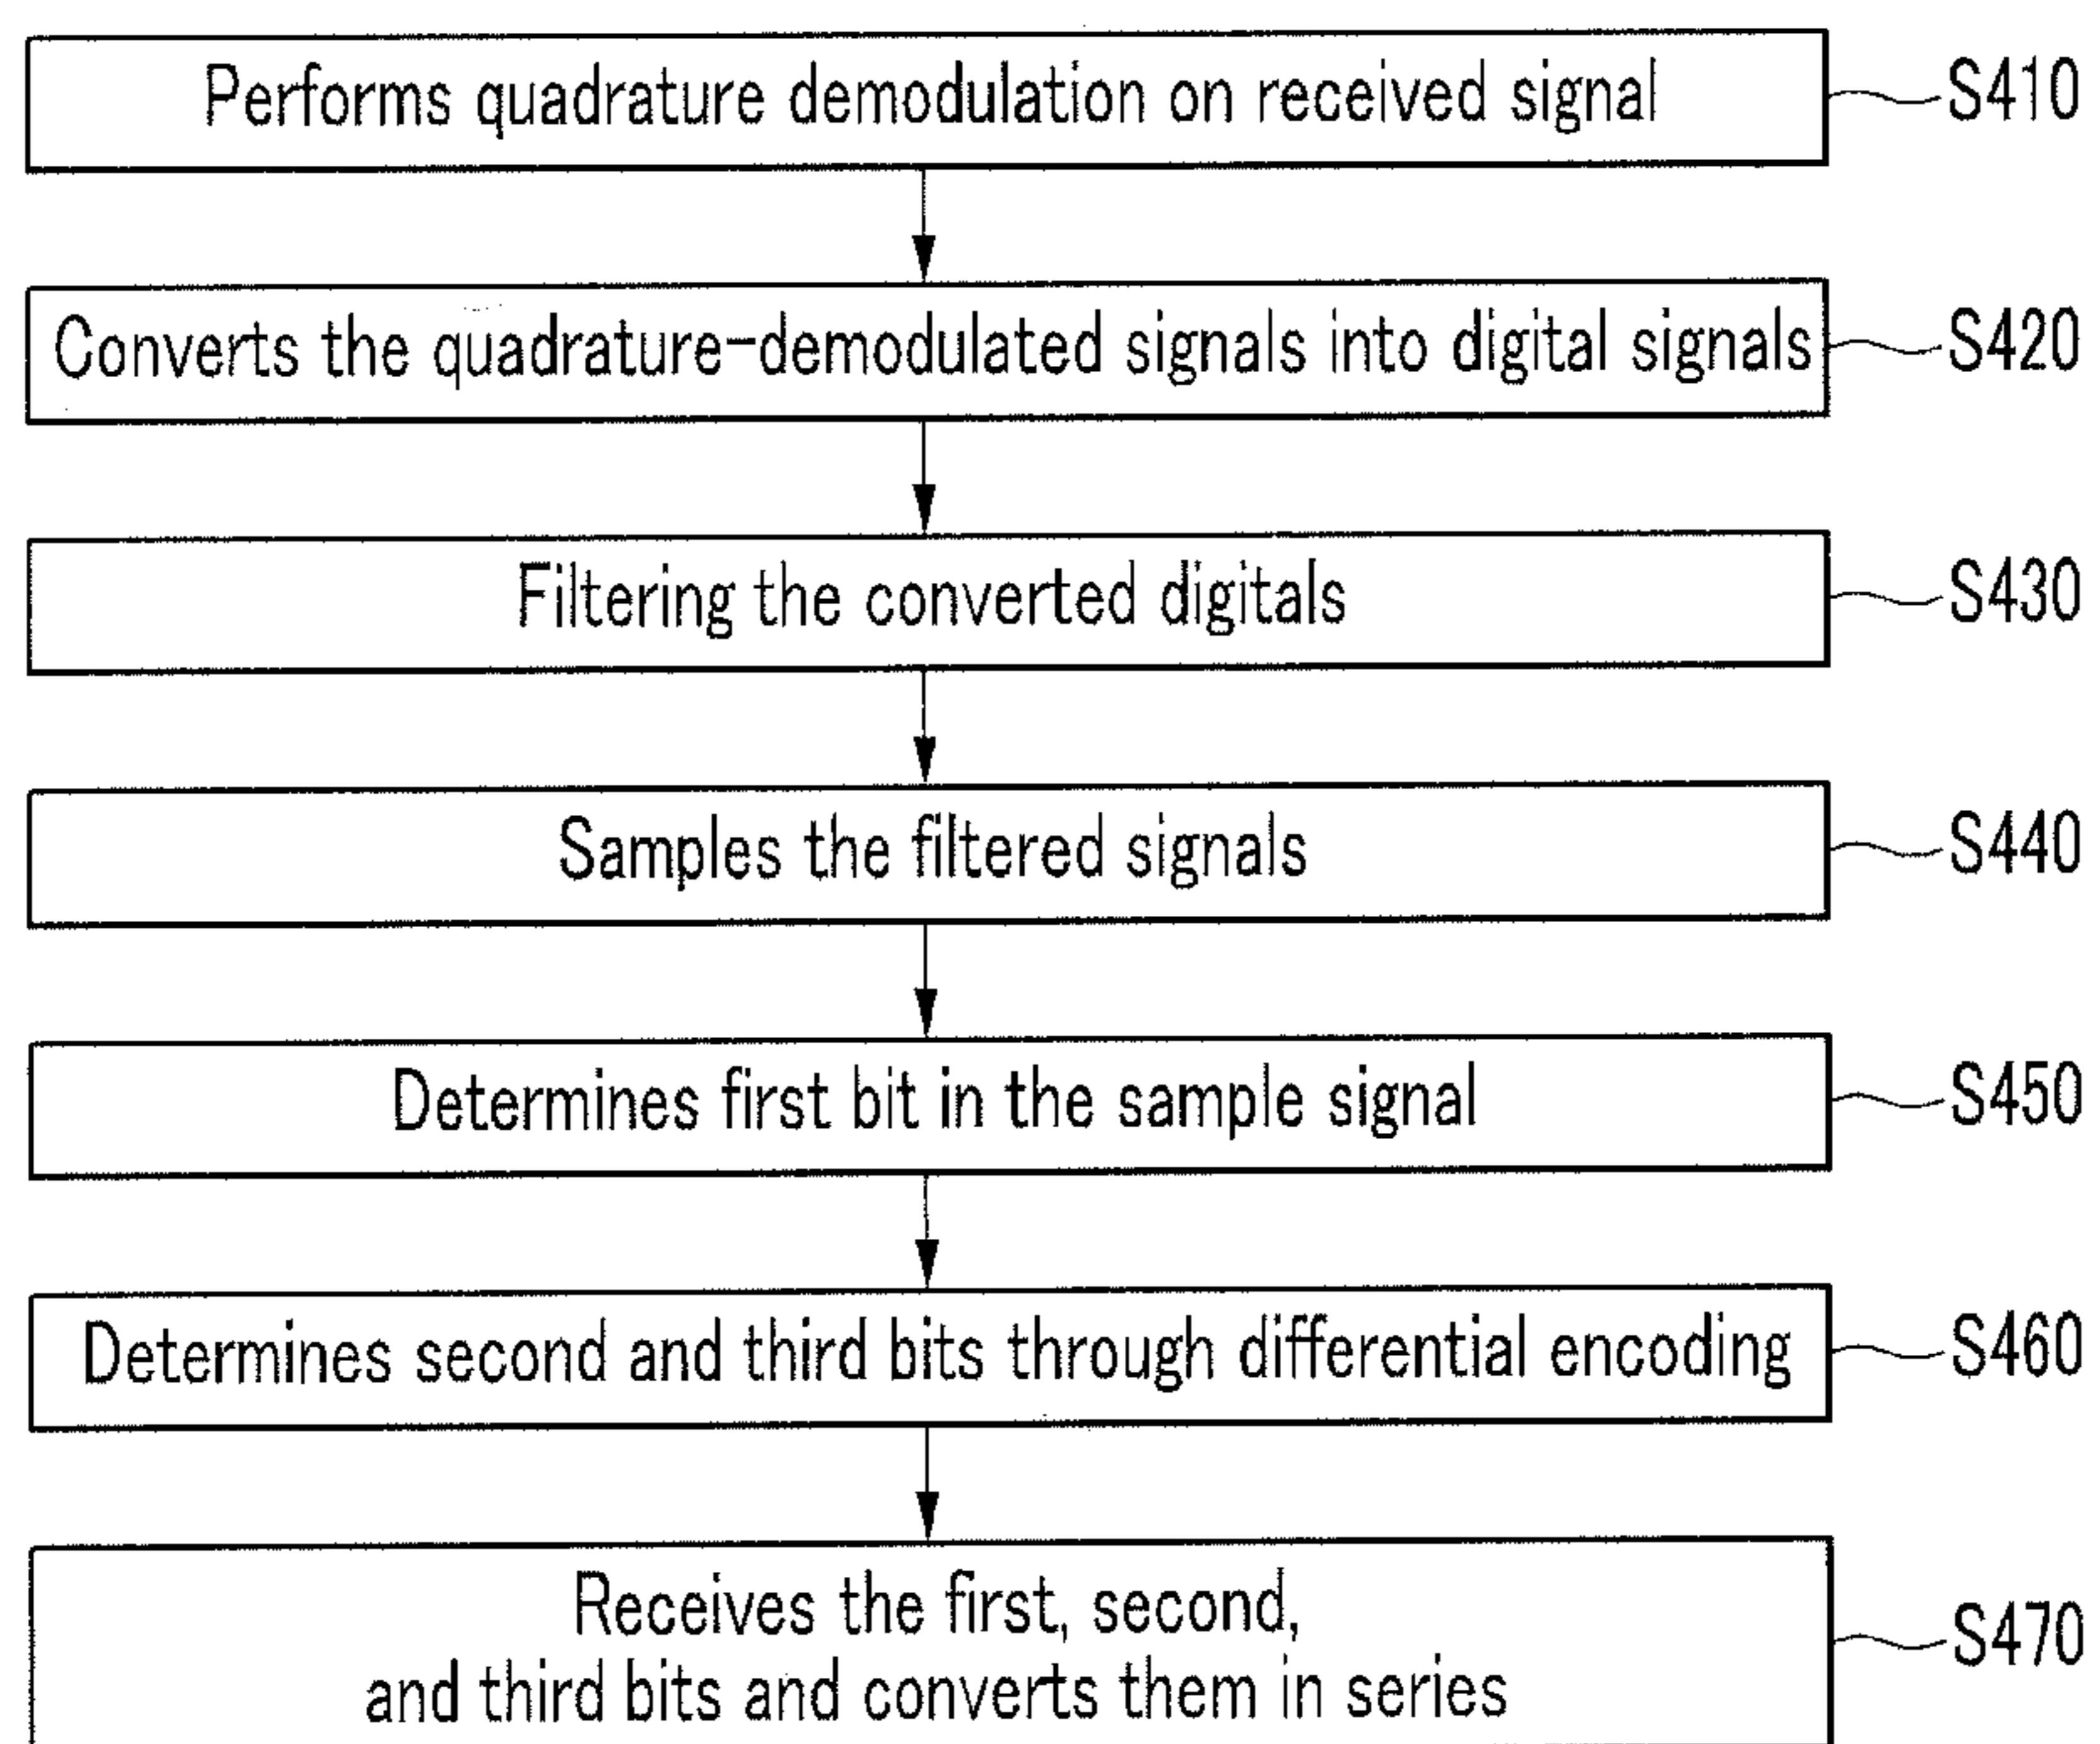 Performs quadrature demodulation on received signal
S410
Converts the quadrature-demodulated signals into digital signals
S420
Filtering the converted digitals
S430
Samples the filtered signals
S440
Determines first bit in the sample signal
S450
Determines second and third bits through differential encoding
S460
Receives the first, second,
and third bits and converts them in series
S470